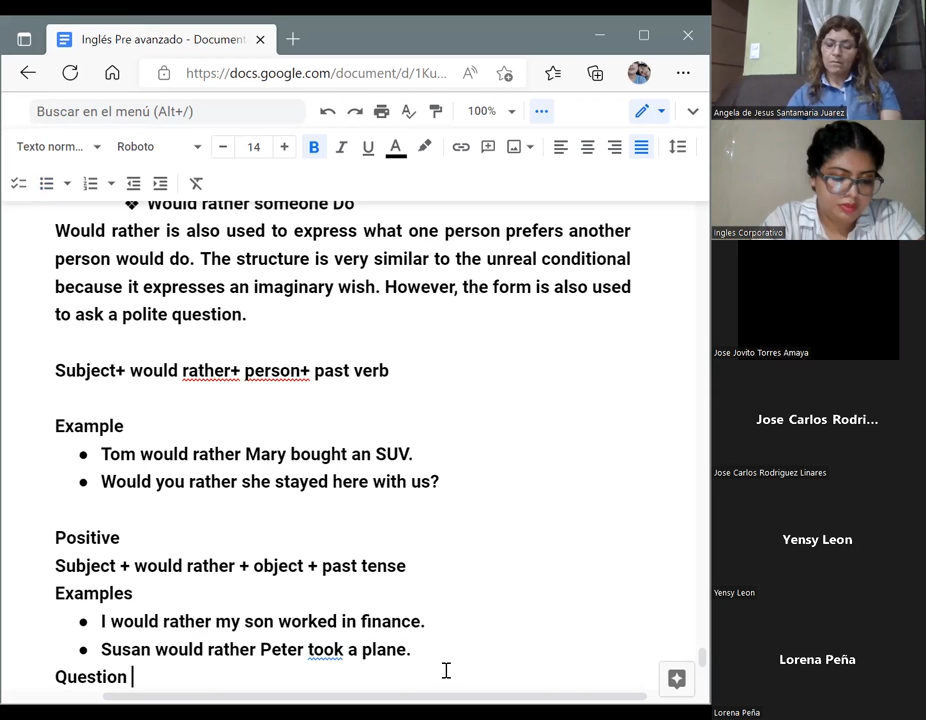 Inglés Pre avanzado - Document
https://docs.google.com/document/d/1Ku...
Buscar en el menú (Alt+/)
100%
Texto norm...
Roboto
14
❖ Would rather someone Do
Would rather is also used to express what one person prefers another
person would do. The structure is very similar to the unreal conditional
because it expresses an imaginary wish. However, the form is also used
to ask a polite question.
Subject+ would rather+ person+ past verb
Example
● Tom would rather Mary bought an SUV.
● Would you rather she stayed here with us?
Positive
Subject + would rather + object + past tense
Examples
● I would rather my son worked in finance.
● Susan would rather Peter took a plane.
Question
Angela de Jesus Santamaria Juarez
Ingles Corporativo
Jose Jovito Torres Amaya
Jose Carlos Rodri...
Jose Carlos Rodriguez Linares
Yensy Leon
Yensy Leon
Lorena Peña
Lorena Peña